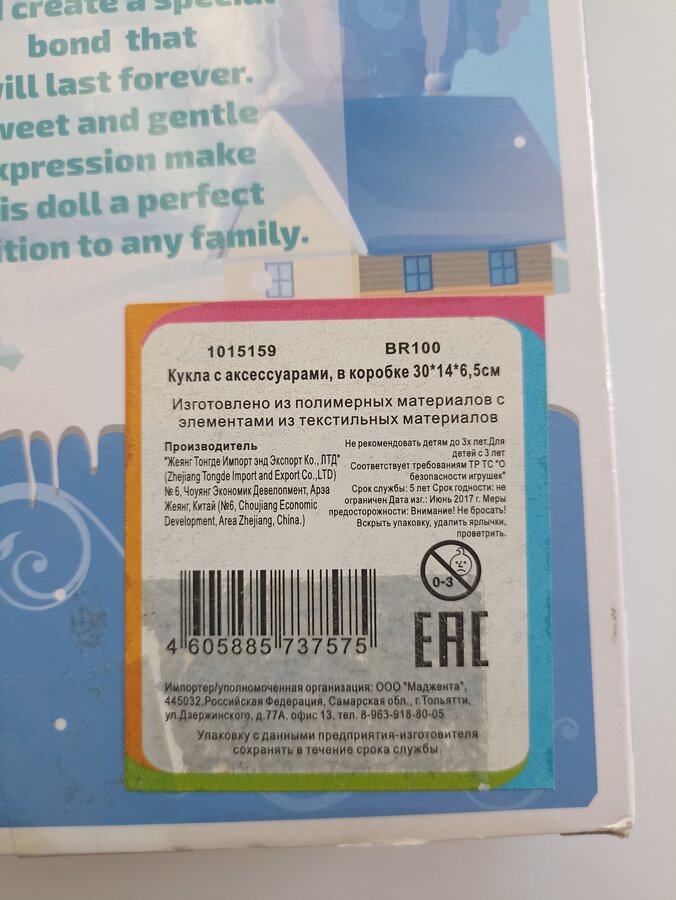 create a special
bond that
ill last forever.
weet and gentle
xpression make
is doll a perfect
ition to any family.
1015159 BR100
Кукла с аксессуарами, в коробке 30*14*6,5см
Изготовлено из полимерных материалов с
элементами из текстильных материалов
Производитель
"Жеянг Тонгде Импорт энд Экспорт Ко., ЛТД"
(Zhejiang Tongde Import and Export Co.,LTD)
№ 6, Чоуянг Экономик Девелопмент, Арэа
Жеянг, Китай (№6, Choujiang Economic
Development, Area Zhejiang, China.)
Не рекомендовать детям до 3х лет.Для
детей с 3 лет
Соответствует требованиям ТР ТС "О
безопасности игрушек"
Срок службы: 5 лет Срок годности: не
ограничен Дата изг.: Июнь 2017 г. Меры
предосторожности: Внимание! Не бросать!
Вскрыть упаковку, удалить ярлычки,
проветрить.
0-3
4 605885 737575
EAC
Импортер/уполномоченная организация: ООО "Маджента",
445032,Российская Федерация, Самарская обл., г.Тольятти,
ул.Дзержинского, д.77А, офис 13, тел. 8-963-918-80-05
Упаковку с данными предприятия-изготовителя
сохранять в течение срока службы.